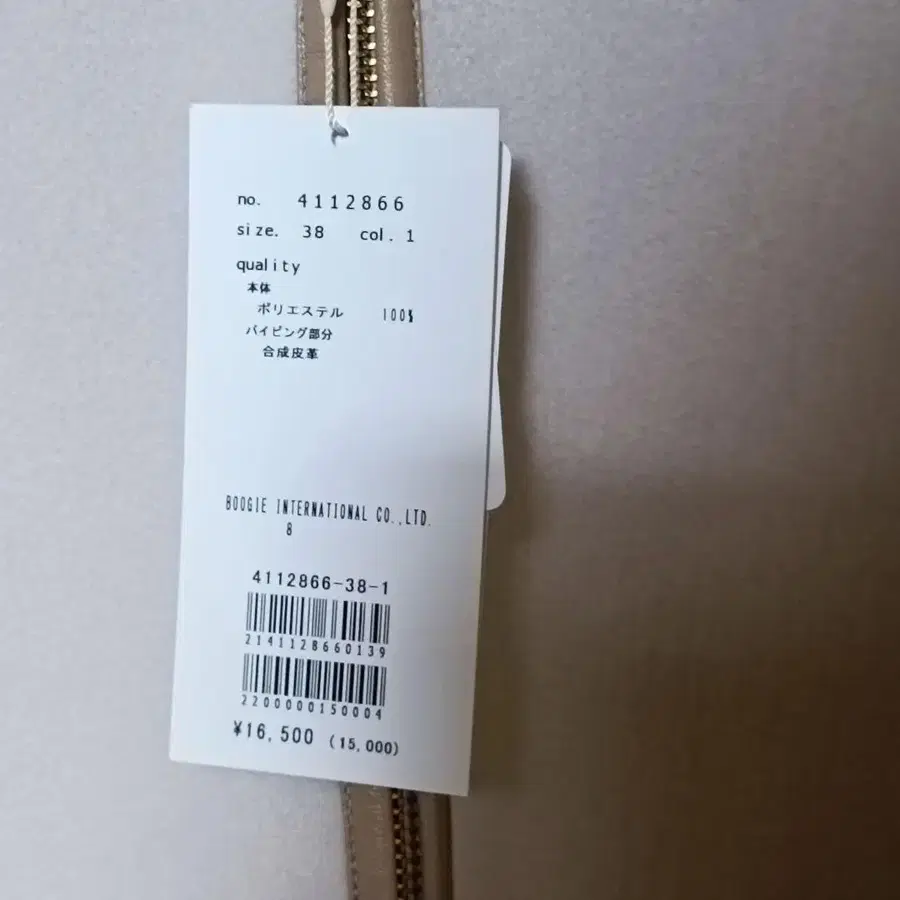 no. 4112866
size. 38 col. 1
quality
本体
ポリエステル 100%
パイピング部分
合成皮革
BOOGIE INTERNATIONAL CO.,LTD.
8
4112866-38-1
2141128660139
2200000150004
¥16,500 (15,000)